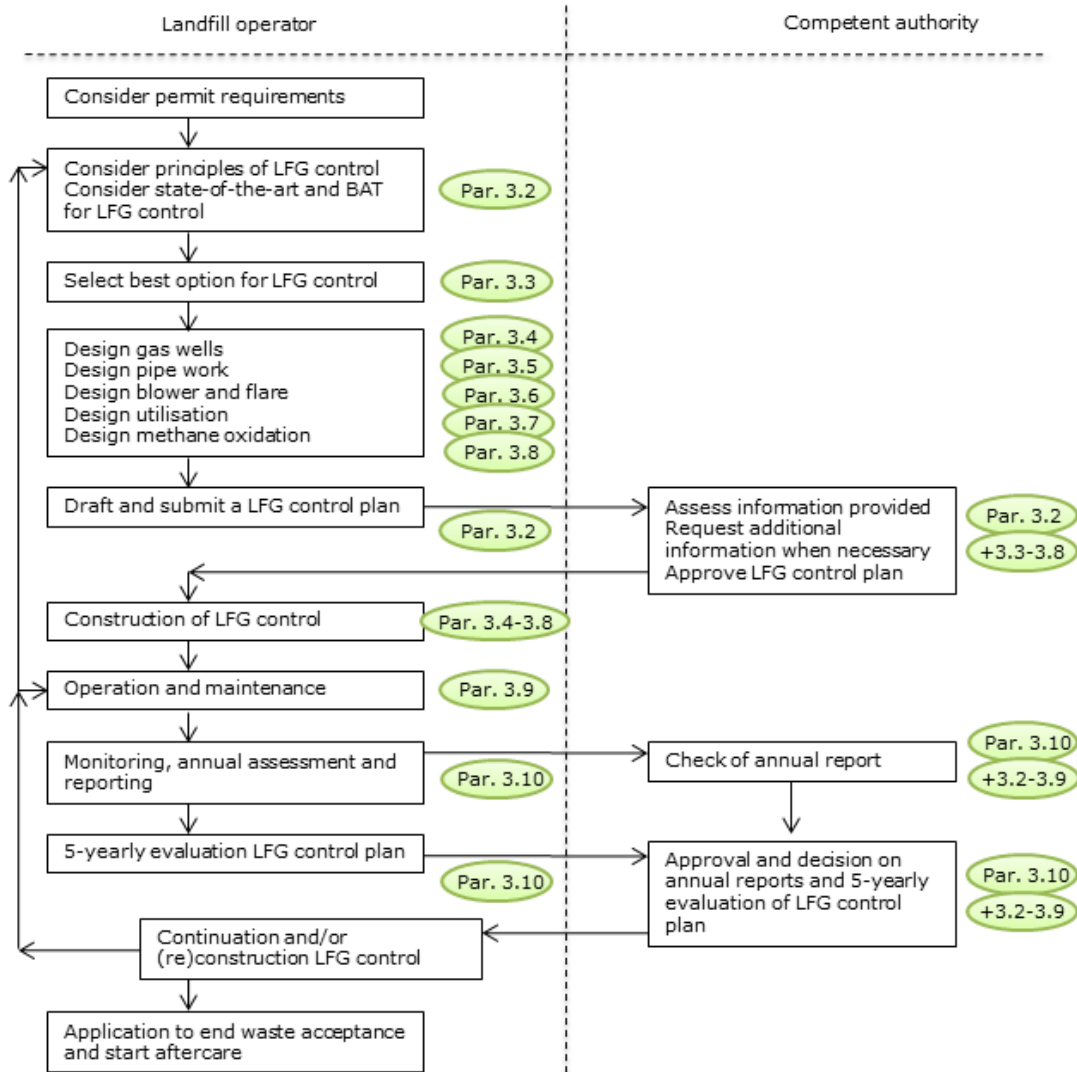 Landfill operator
Competent authority
Consider permit requirements
Consider principles of LFG control
Consider state-of-the-art and BAT
for LFG control
Par. 3.2
Select best option for LFG control
Par. 3.3
Design gas wells
Design pipe work
Design blower and flare
Design utilisation
Design methane oxidation
Par. 3.4
Par. 3.5
Par. 3.6
Par. 3.7
Par. 3.8
Draft and submit a LFG control plan
Par. 3.2
Assess information provided
Request additional
information when necessary
Approve LFG control plan
Par. 3.2
+3.3-3.8
Construction of LFG control
Par. 3.4-3.8
Operation and maintenance
Par. 3.9
Monitoring, annual assessment and
reporting
Par. 3.10
Check of annual report
Par. 3.10
+3.2-3.9
5-yearly evaluation LFG control plan
Par. 3.10
Approval and decision on
annual reports and 5-yearly
evaluation of LFG control
plan
Par. 3.10
+3.2-3.9
Continuation and/or
(re)construction LFG control
Application to end waste acceptance
and start aftercare